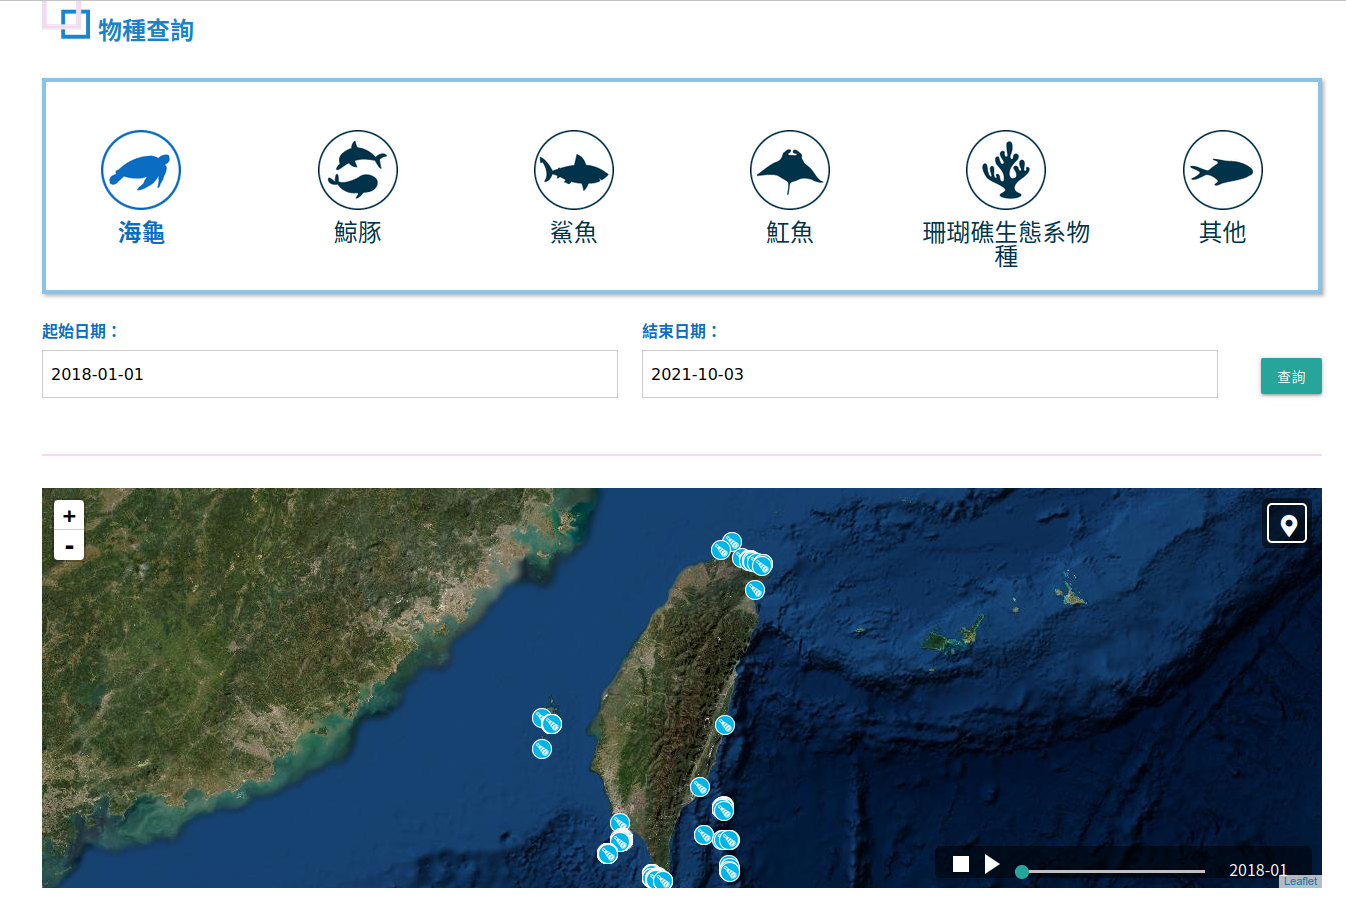 物種查詢
海龜
鯨豚
鯊魚
魟魚
珊瑚礁生態系物
種
其他
起始日期：
結束日期：
2018-01-01
2021-10-03
查詢
+
-
2018-01
Leaflet